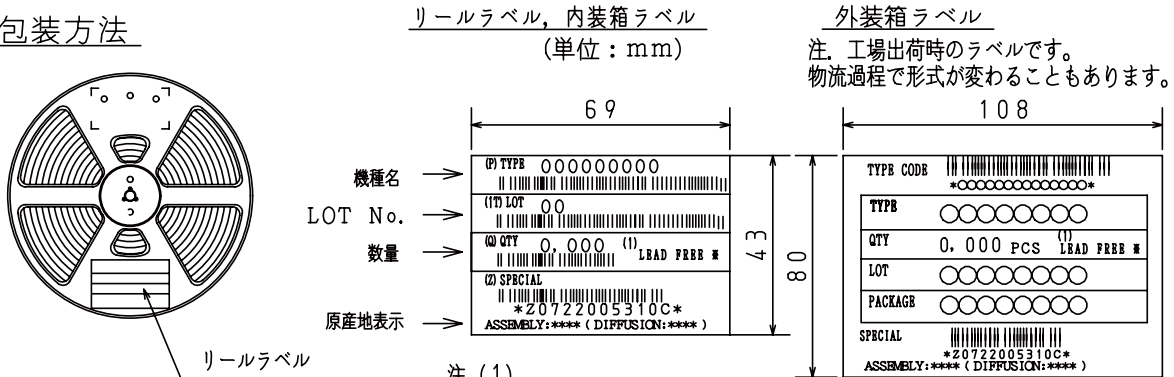 包装方法
リールラベル
リールラベル, 内装箱ラベル
(単位:mm)
69
機種名
LOT No.
数量
原産地表示
(P) TYPE 000000000
(1T) LOT 00
(Q) QTY 0,000 (1) LEAD FREE *
(Z) SPECIAL
*Z0722005310C*
ASSEMBLY:**** ( DIFFUSION:**** )
43
注 (1)
外装箱ラベル
注. 工場出荷時のラベルです。
物流過程で形式が変わることもあります。
108
80
TYPE CODE
*○○○○○○○○○○○○○*
TYPE ○○○○○○○○
QTY 0,000 PCS (1) LEAD FREE *
LOT ○○○○○○○○
PACKAGE ○○○○○○○○
SPECIAL
*Z0722005310C*
ASSEMBLY:**** ( DIFFUSION:**** )